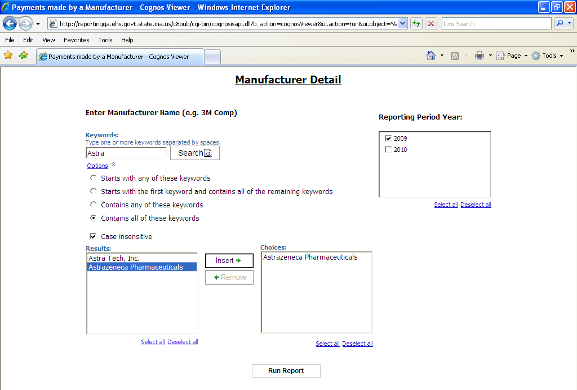 Payments made by a Manufacturer - Cognos Viewer - Windows Internet Explorer
Live Search
File Edit View Favorites Tools Help
Payments made by a Manufacturer - Cognos Viewer
Page Tools
Manufacturer Detail
Enter Manufacturer Name (e.g. 3M Comp)
Reporting Period Year:
Keywords:
Type one or more keywords separated by spaces
Astra
Search
Options
Starts with any of these keywords
Starts with the first keyword and contains all of the remaining keywords
Contains any of these keywords
Contains all of these keywords
Case insensitive
2009
2010
Select all Deselect all
Results:
Astra Tech, Inc.
Astrazeneca Pharmaceuticals
Select all Deselect all
Insert
Remove
Choices:
Astrazeneca Pharmaceuticals
Select all Deselect all
Run Report